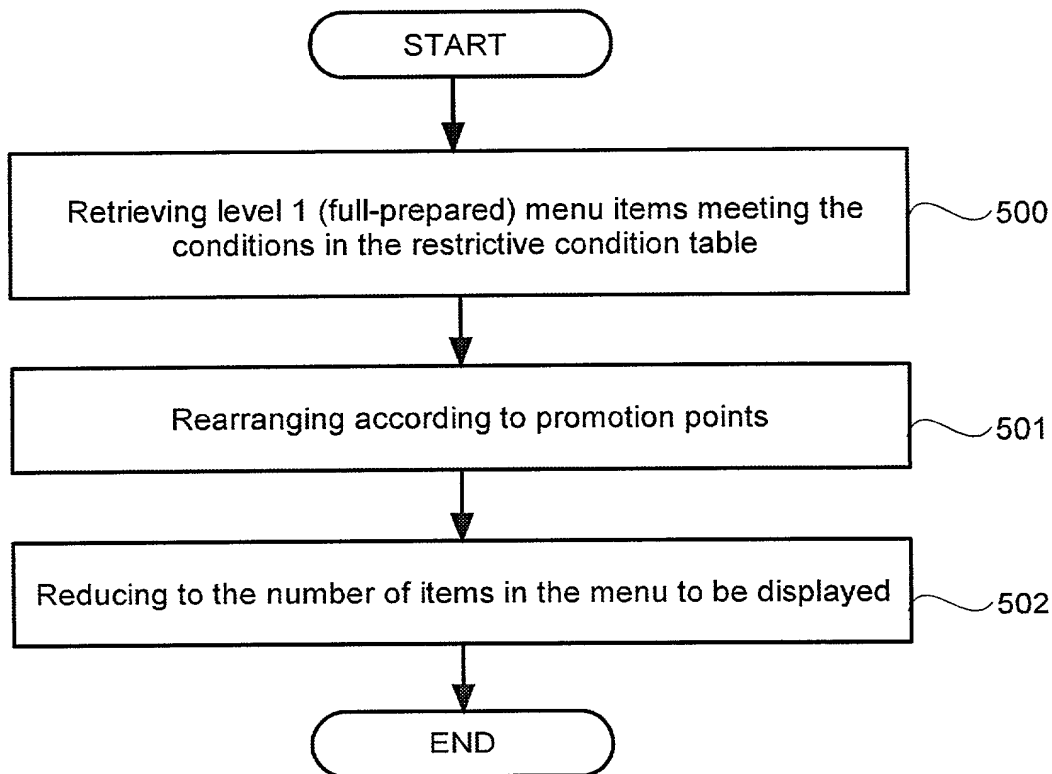 START
Retrieving level 1 (full-prepared) menu items meeting the
conditions in the restrictive condition table
500
Rearranging according to promotion points
501
Reducing to the number of items in the menu to be displayed
502
END